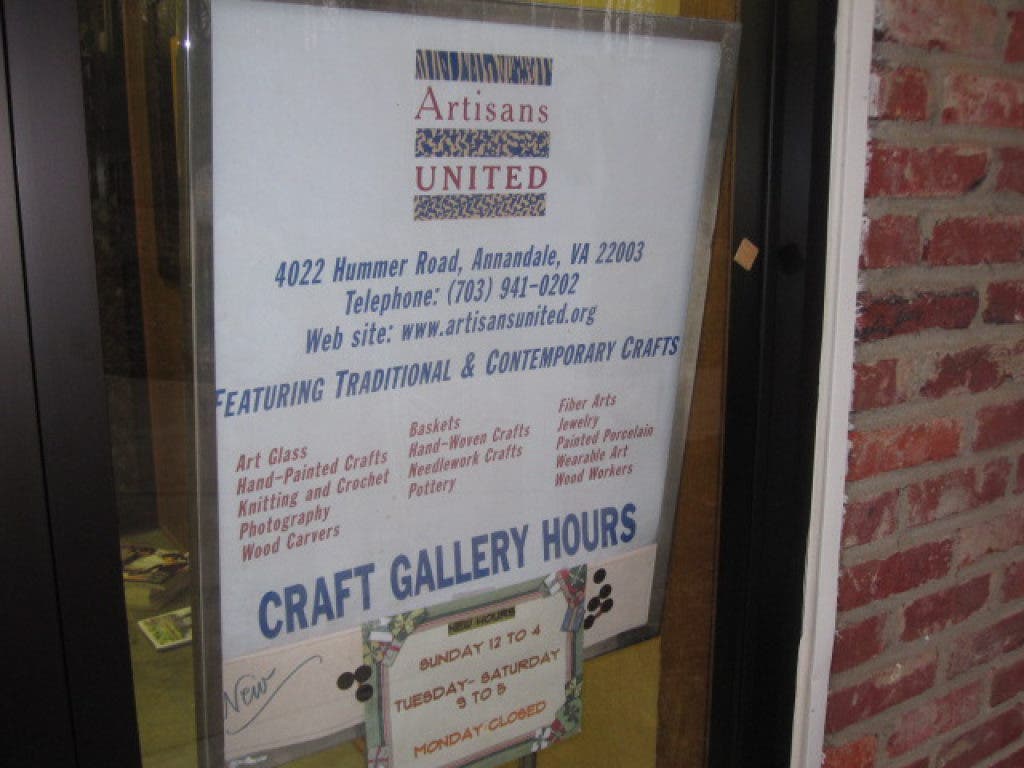 Artisans
UNITED
4022 Hummer Road, Annandale, VA 22003
Telephone: (703) 941-0202
Web site: www.artisansunited.org
FEATURING TRADITIONAL & CONTEMPORARY CRAFTS
Art Glass
Hand-Painted Crafts
Knitting and Crochet
Photography
Wood Carvers
Baskets
Hand-Woven Crafts
Needlework Crafts
Pottery
Fiber Arts
Jewelry
Painted Porcelain
Wearable Art
Wood Workers
CRAFT GALLERY HOURS
New
NEW HOURS
SUNDAY 12 TO 4
TUESDAY- SATURDAY
9 TO 5
MONDAY CLOSED